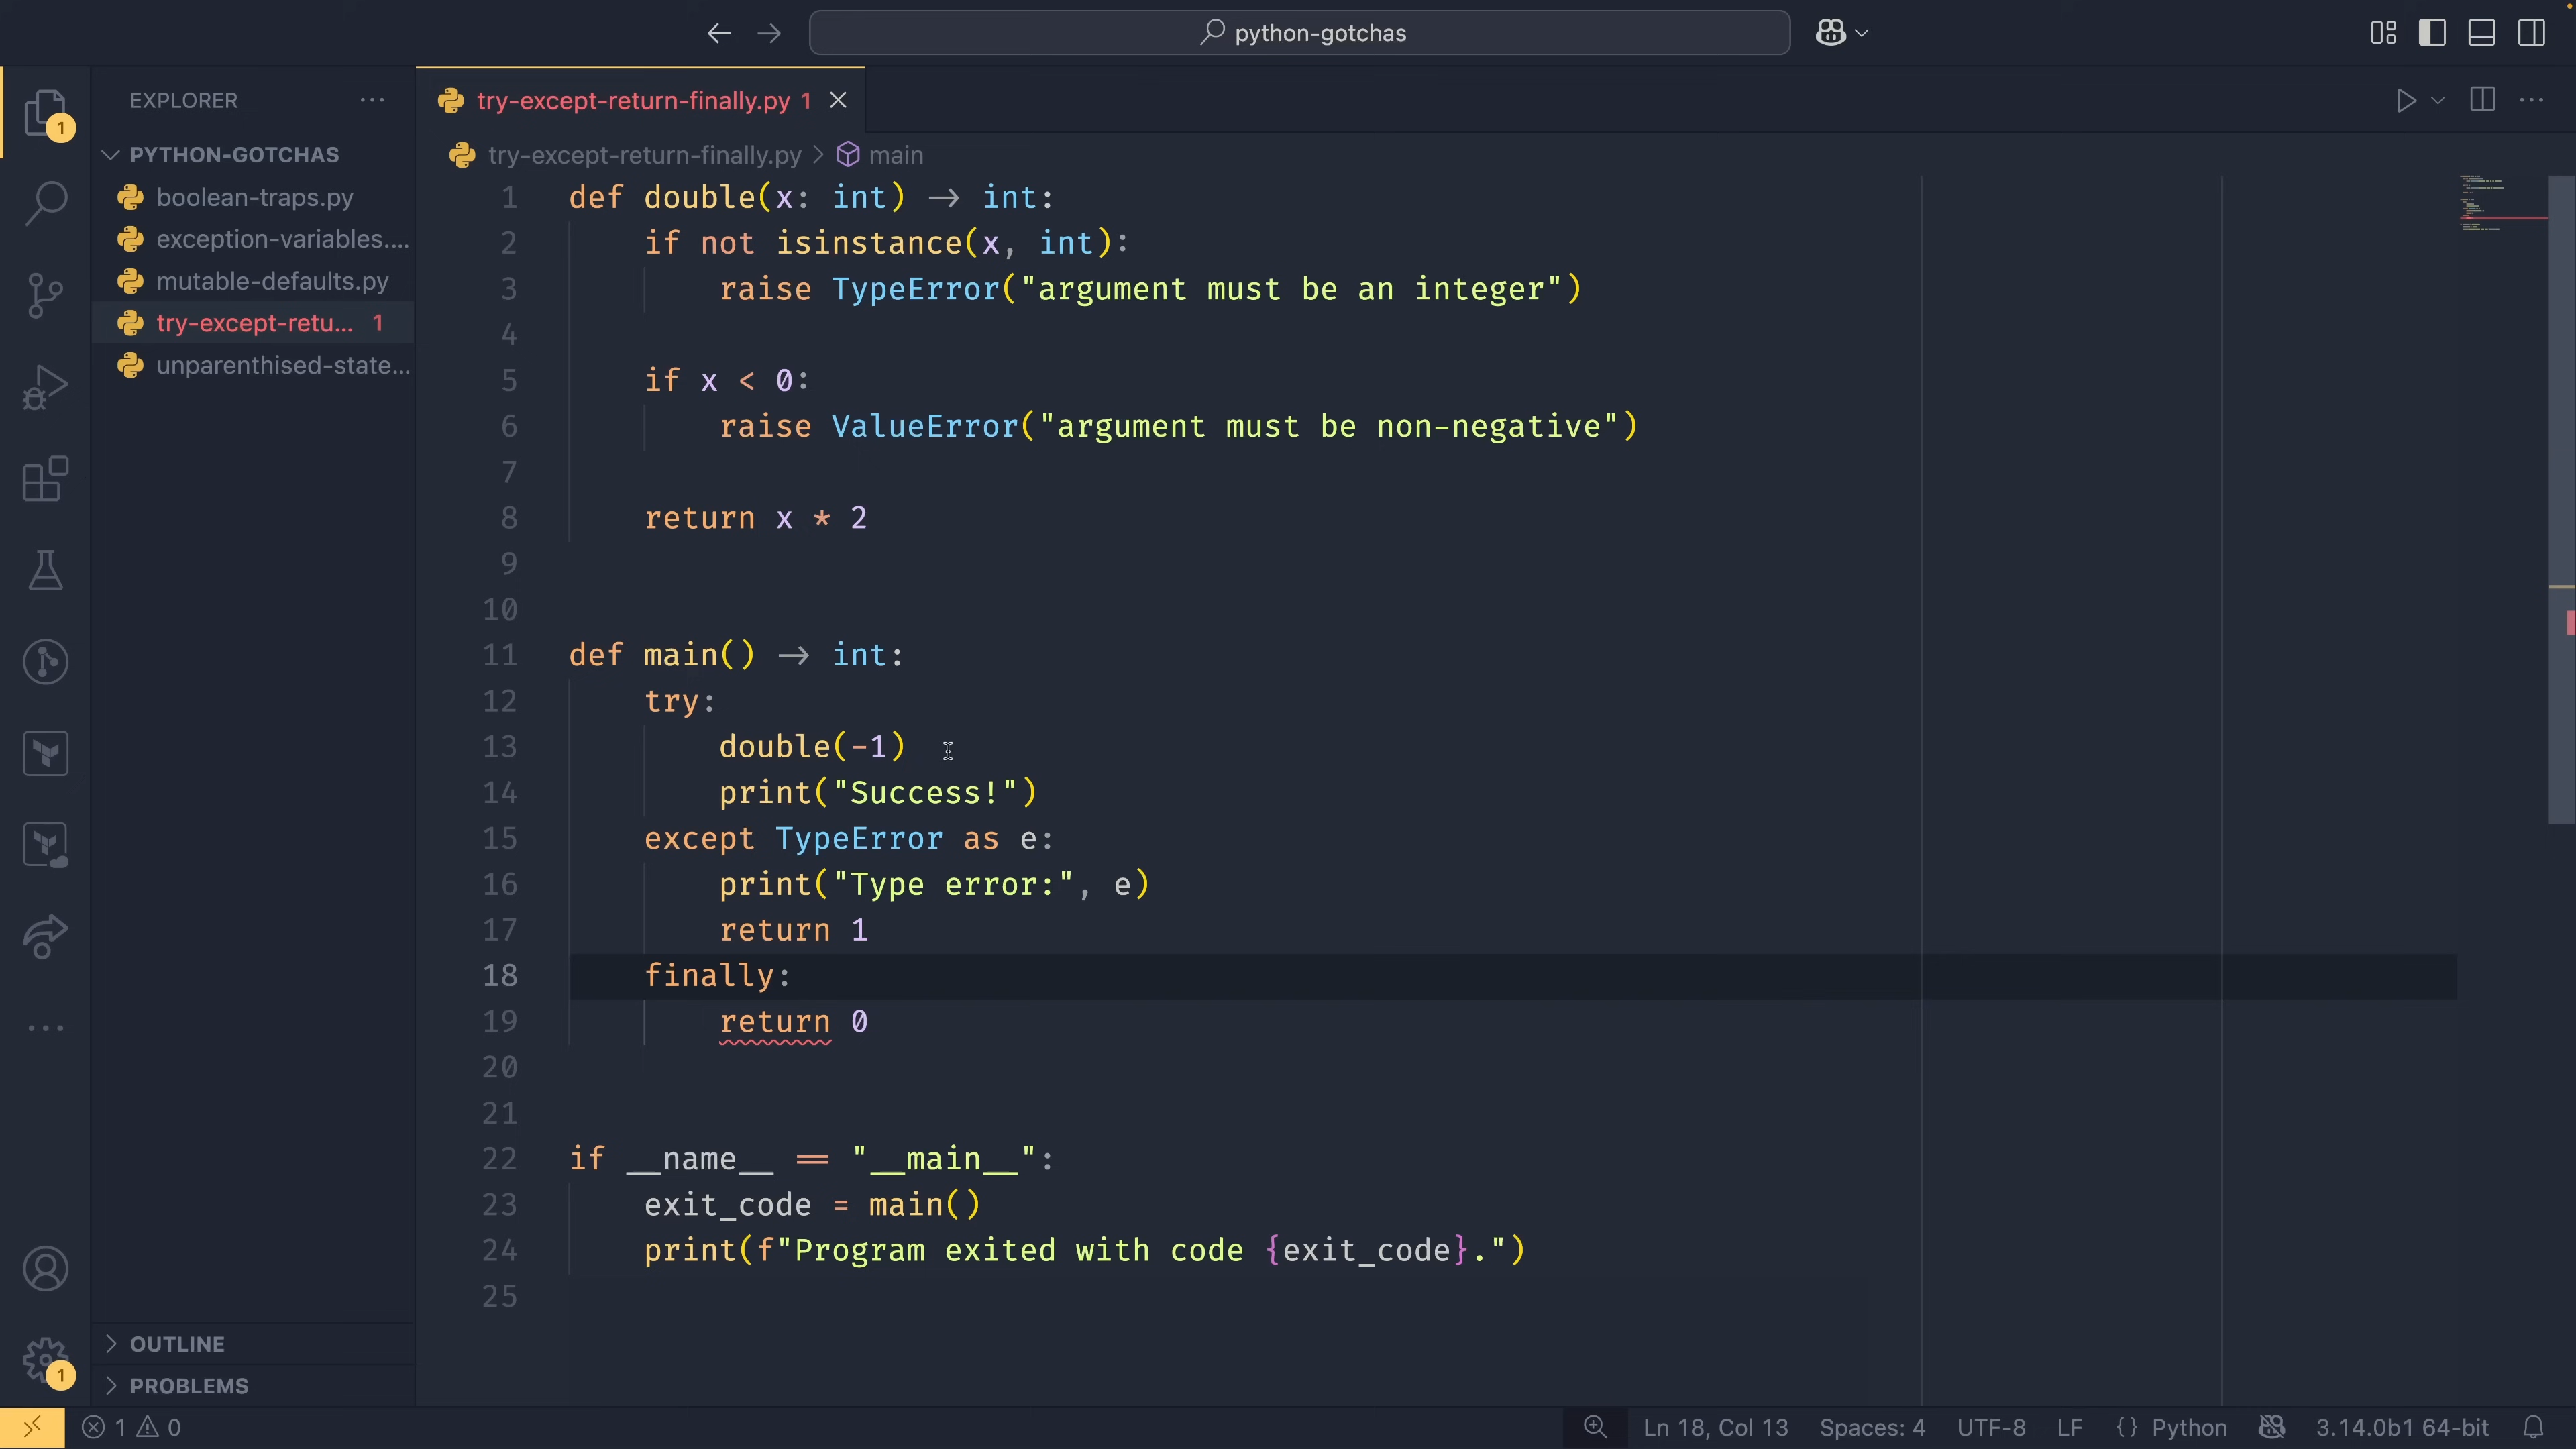 python-gotchas
EXPLORER
PYTHON-GOTCHAS
boolean-traps.py
exception-variables....
mutable-defaults.py
try-except-retu... 1
unparenthised-state...
OUTLINE
PROBLEMS
try-except-return-finally.py 1
try-except-return-finally.py > main
1 def double(x: int) → int:
2 if not isinstance(x, int):
3 raise TypeError("argument must be an integer")
4
5 if x < 0:
6 raise ValueError("argument must be non-negative")
7
8 return x * 2
9
10
11 def main() → int:
12 try:
13 double(-1)
14 print("Success!")
15 except TypeError as e:
16 print("Type error:", e)
17 return 1
18 finally:
19 return 0
20
21
22 if __name__ == "__main__":
23 exit_code = main()
24 print(f"Program exited with code {exit_code}.")
25
1
1
1 0
Ln 18, Col 13 Spaces: 4 UTF-8 LF {} Python 3.14.0b1 64-bit